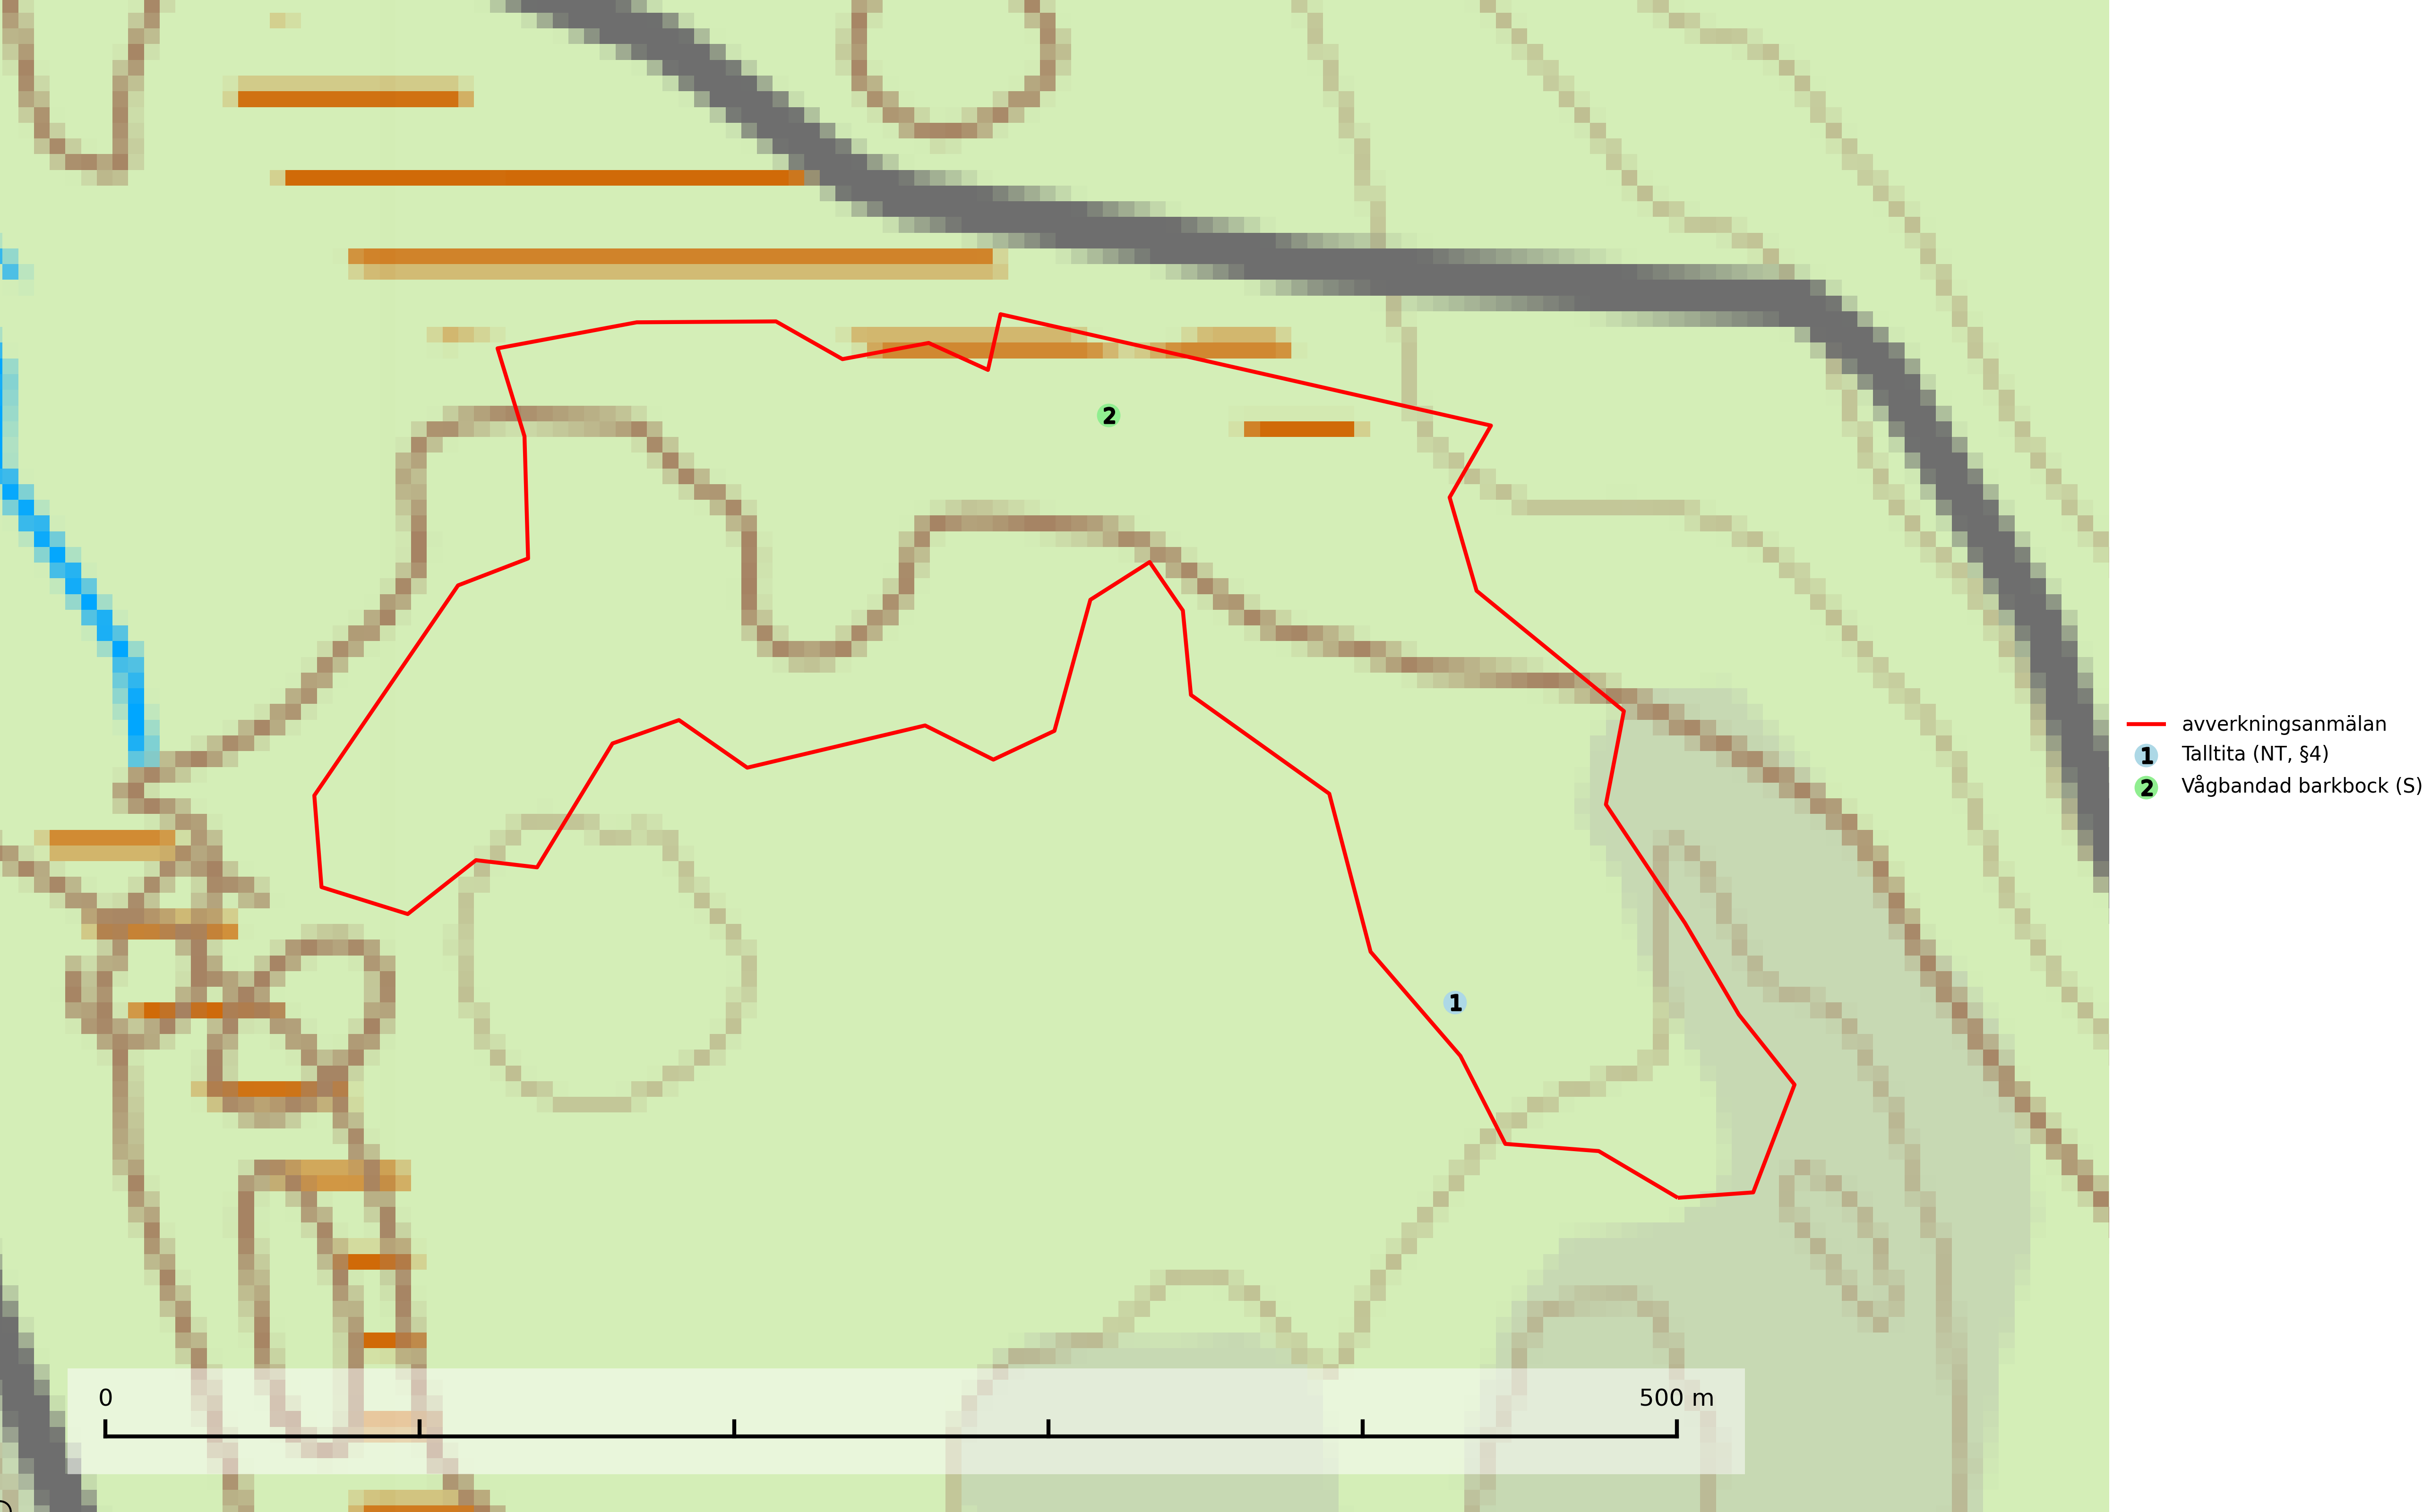 2
1
avverkningsanmälan
1 Talltita (NT, §4)
2 Vågbandad barkbock (S)
0 500 m